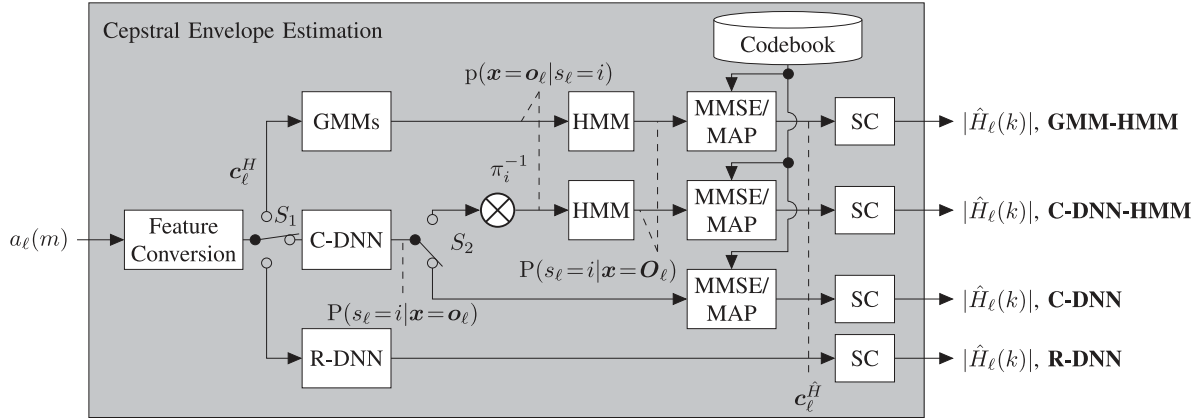 Cepstral Envelope Estimation
Codebook
p(x=o_ℓ|s_ℓ=i)
GMMs
HMM
MMSE/
MAP
SC
|Ĥ_ℓ(k)|, GMM-HMM
c_ℓ^H
π_i^{-1}
S_1
S_2
HMM
MMSE/
MAP
SC
|Ĥ_ℓ(k)|, C-DNN-HMM
a_ℓ(m)
Feature
Conversion
C-DNN
P(s_ℓ=i|x=O_ℓ)
P(s_ℓ=i|x=o_ℓ)
MMSE/
MAP
SC
|Ĥ_ℓ(k)|, C-DNN
R-DNN
SC
|Ĥ_ℓ(k)|, R-DNN
c_ℓ^Ĥ